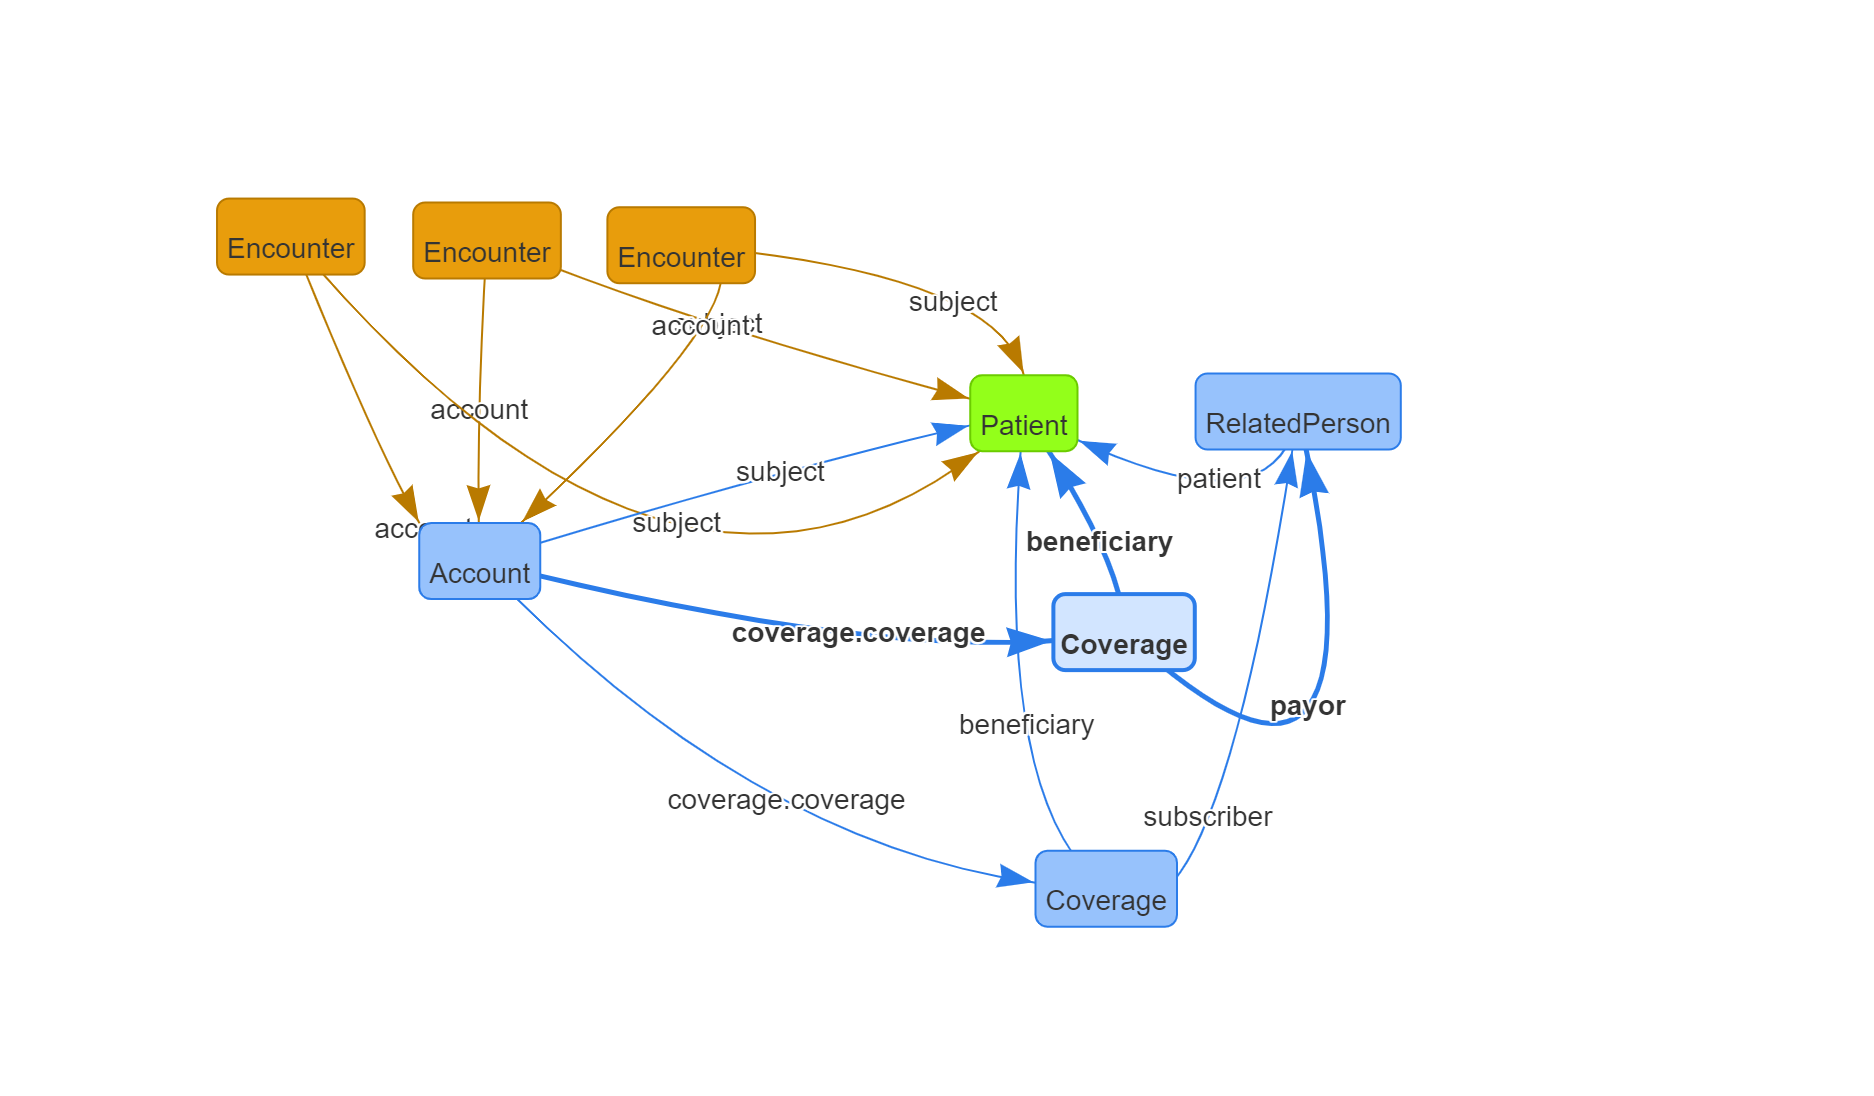 Encounter
Encounter
Encounter
subject
account
Patient
RelatedPerson
account
subject
patient
subject
beneficiary
Account
coverage.coverage
Coverage
payor
beneficiary
coverage.coverage
subscriber
Coverage